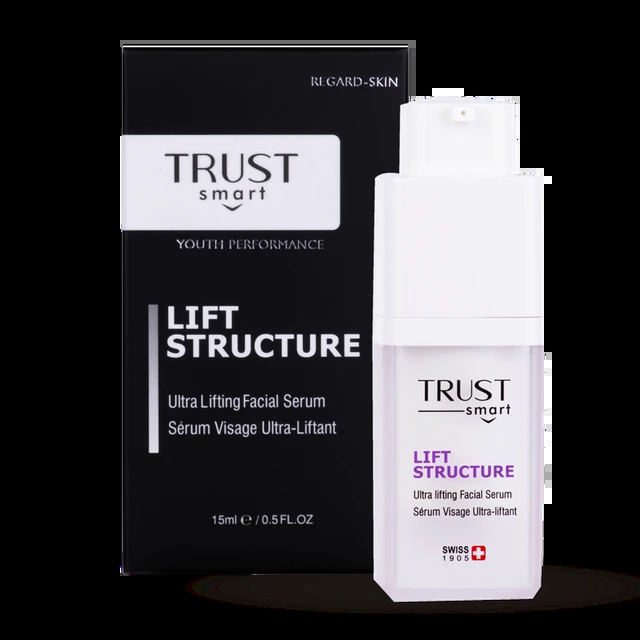 REGARD-SKIN
TRUST
smart
YOUTH PERFORMANCE
LIFT
STRUCTURE
Ultra Lifting Facial Serum
Sérum Visage Ultra-Liftant
15ml ℮ / 0.5 FL.OZ
TRUST
smart
LIFT
STRUCTURE
Ultra lifting Facial Serum
Sérum Visage Ultra-liftant
SWISS
1905